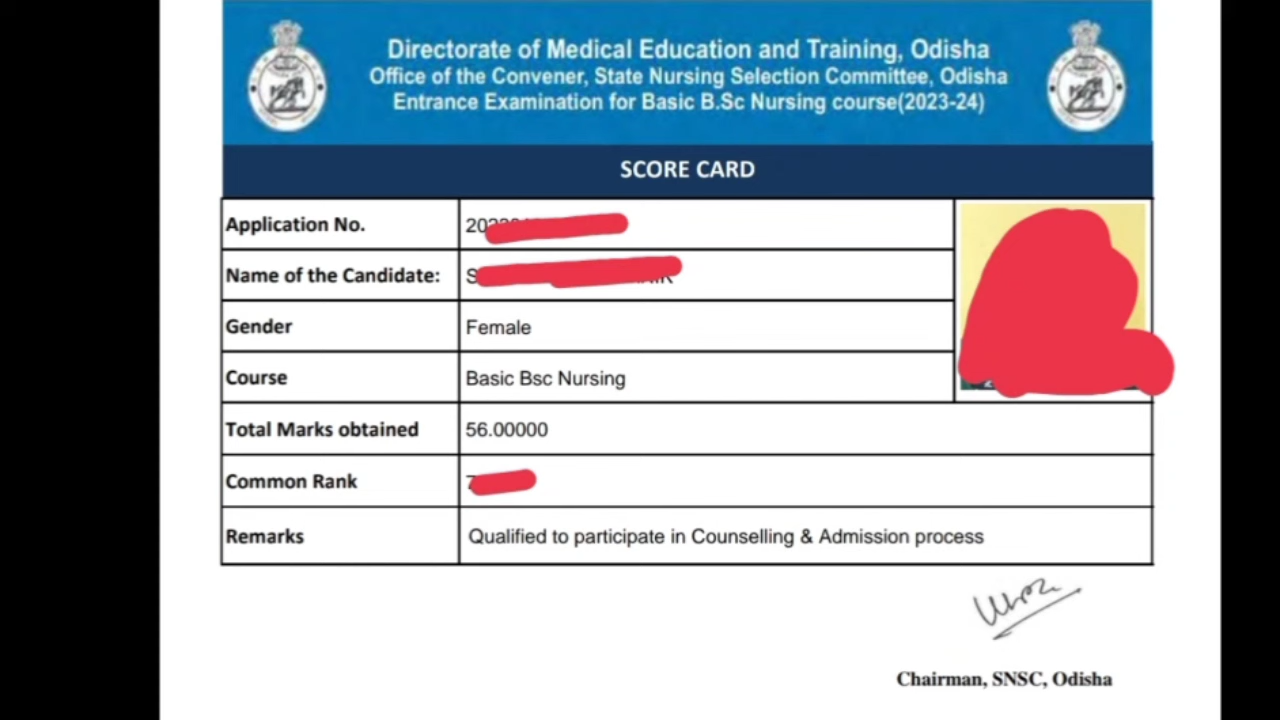 Directorate of Medical Education and Training, Odisha
Office of the Convener, State Nursing Selection Committee, Odisha
Entrance Examination for Basic B.Sc Nursing course(2023-24)
SCORE CARD
Application No.
Name of the Candidate:
Gender Female
Course Basic Bsc Nursing
Total Marks obtained 56.00000
Common Rank
Remarks Qualified to participate in Counselling & Admission process
Chairman, SNSC, Odisha